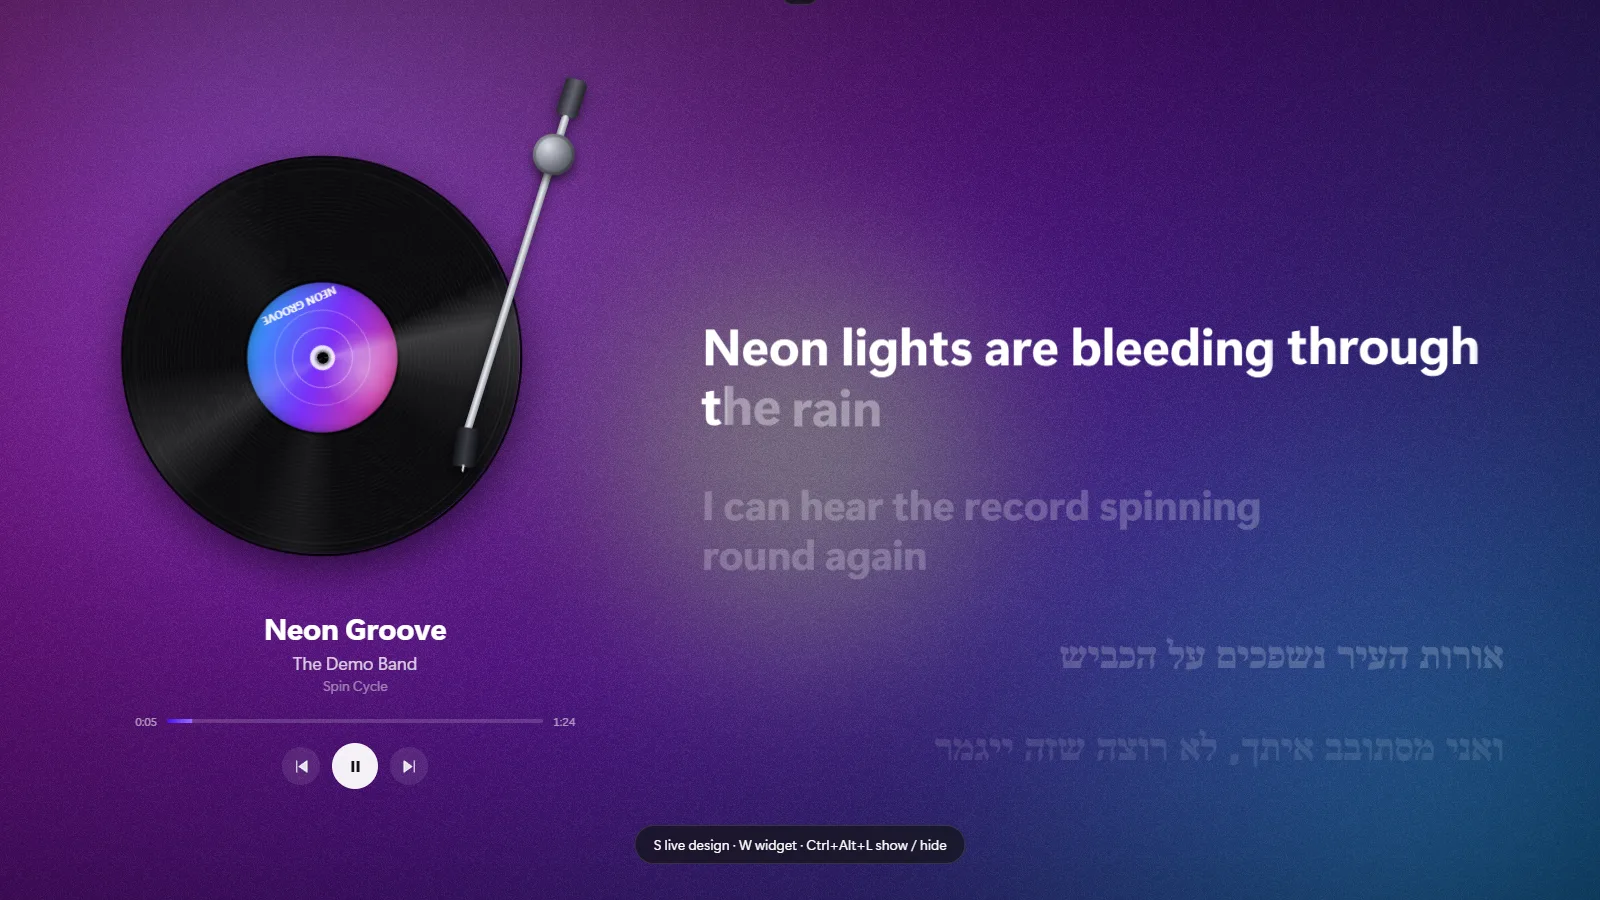 NEON GROOVE
Neon Groove
The Demo Band
Spin Cycle
0:05
1:24
Neon lights are bleeding through
the rain
I can hear the record spinning
round again
אורות העיר נשפכים על הכביש
ואני מסתובב איתך, לא רוצה שזה ייגמר
S live design · W widget · Ctrl+Alt+L show / hide